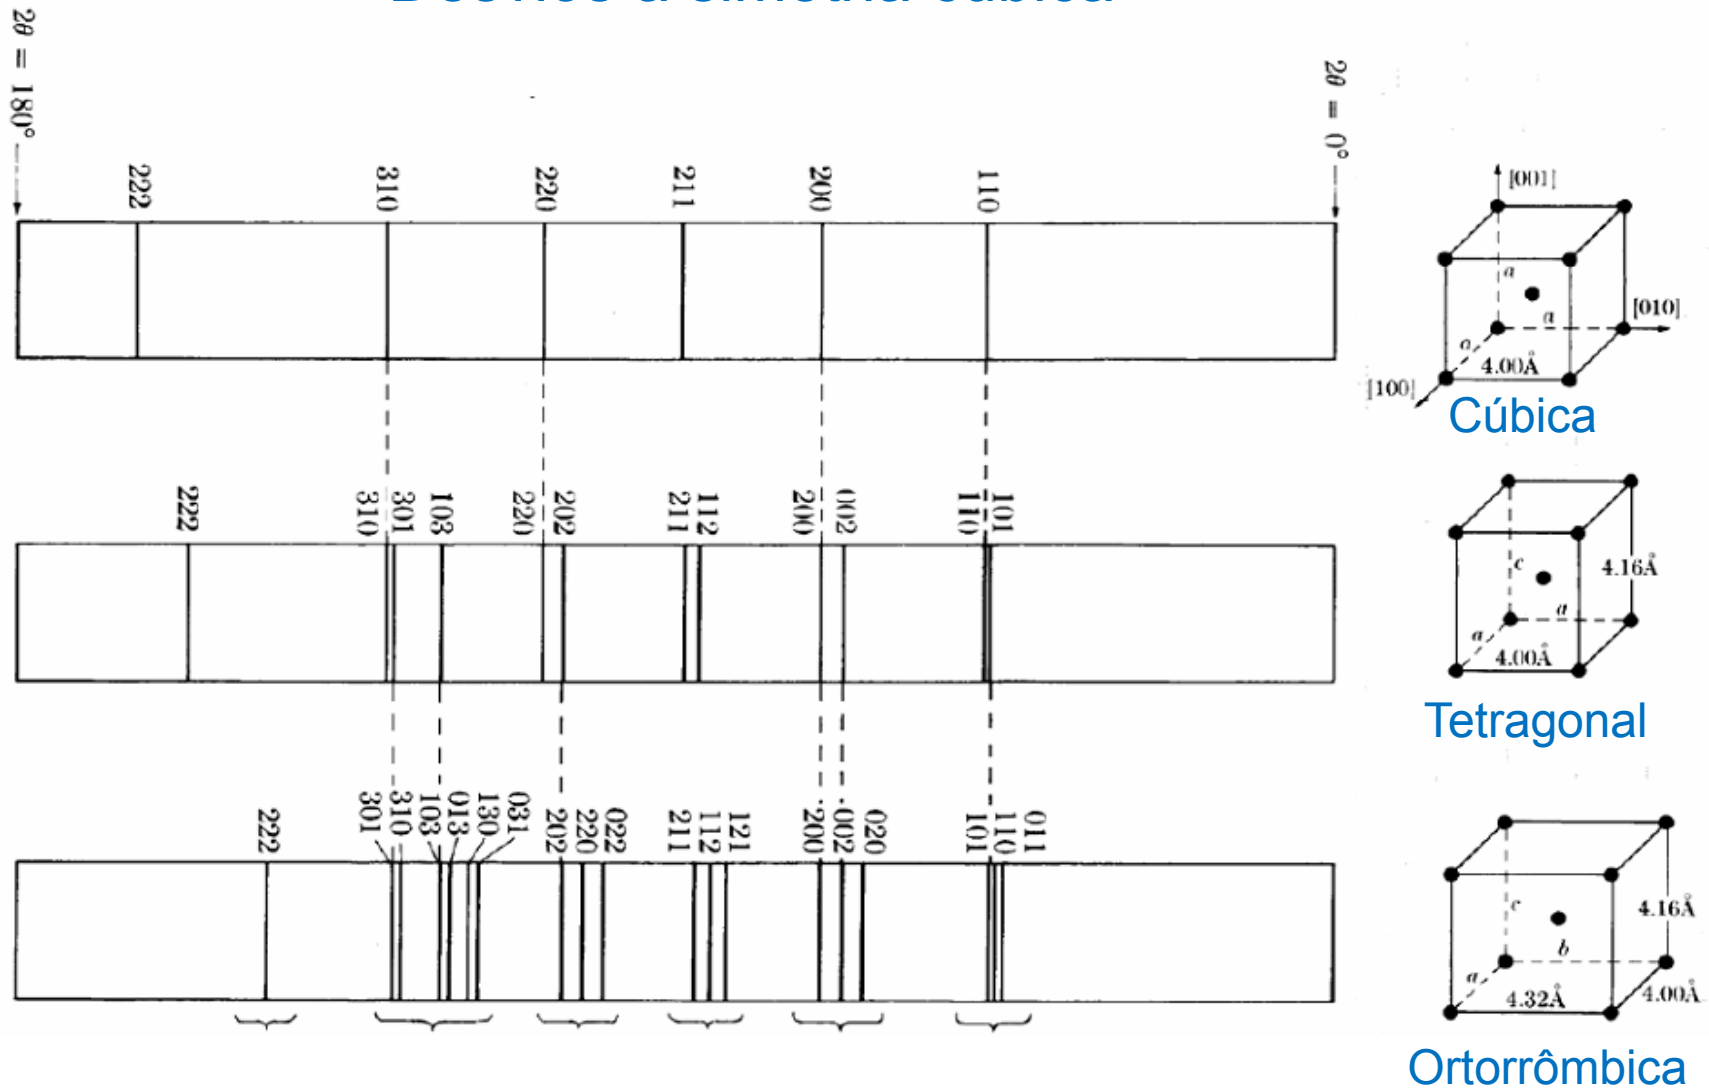 Desvios à simetria cúbica
2θ = 180°
2θ = 0°
222
310
220
211
200
110
[001]
a
a
[010]
a
4.00Å
[100]
Cúbica
222
310
301
103
220
202
211
112
200
002
110
101
c
4.16Å
a
a
4.00Å
Tetragonal
222
301
310
103
013
130
031
202
220
022
211
112
121
200
002
020
101
110
011
c
4.16Å
b
a
4.32Å
4.00Å
Ortorrômbica